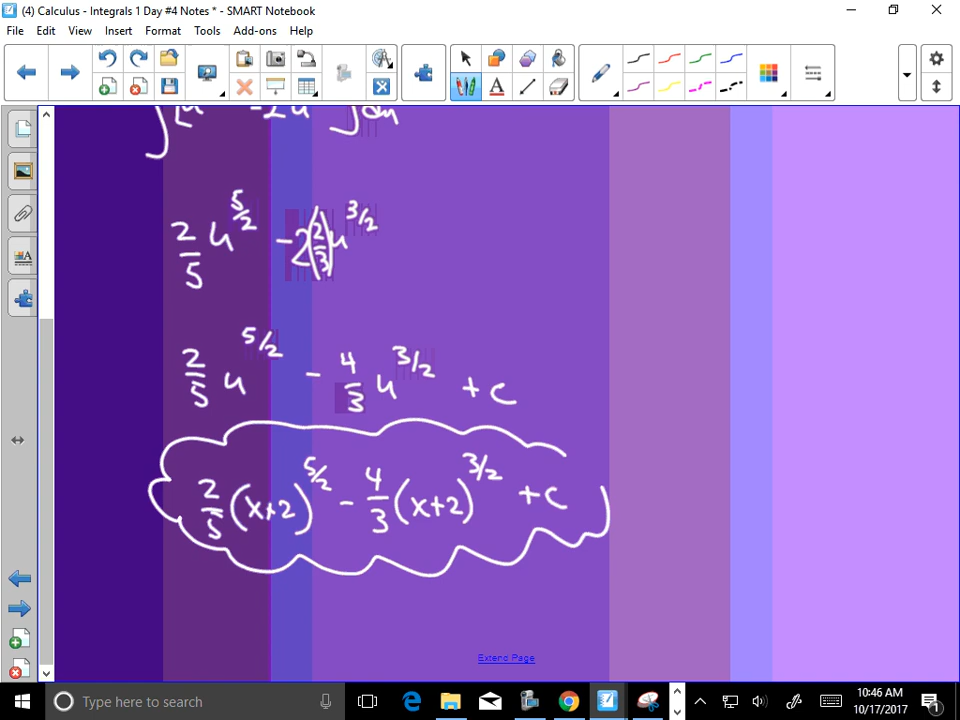 (4) Calculus - Integrals 1 Day #4 Notes * - SMART Notebook
File Edit View Insert Format Tools Add-ons Help
-2u ∫du
2/5 u^5/2 -2(2/3)u^3/2
2/5 u^5/2 - 4/3 u^3/2 + C
2/5 (x+2)^5/2 - 4/3 (x+2)^3/2 + C
Extend Page
Type here to search
10:46 AM
10/17/2017
1